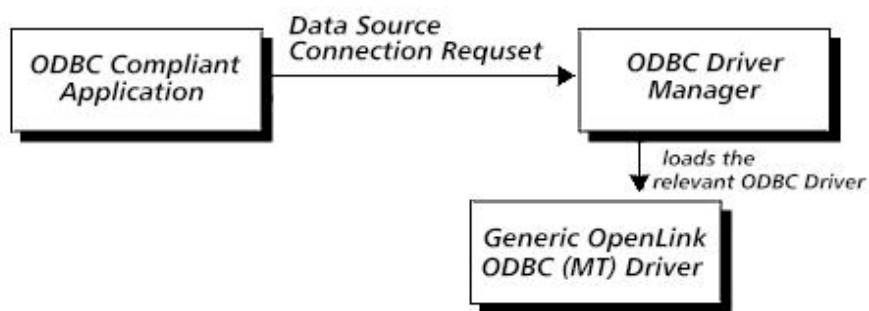 Data Source
Connection Requset
ODBC Compliant
Application
ODBC Driver
Manager
loads the
relevant ODBC Driver
Generic OpenLink
ODBC (MT) Driver